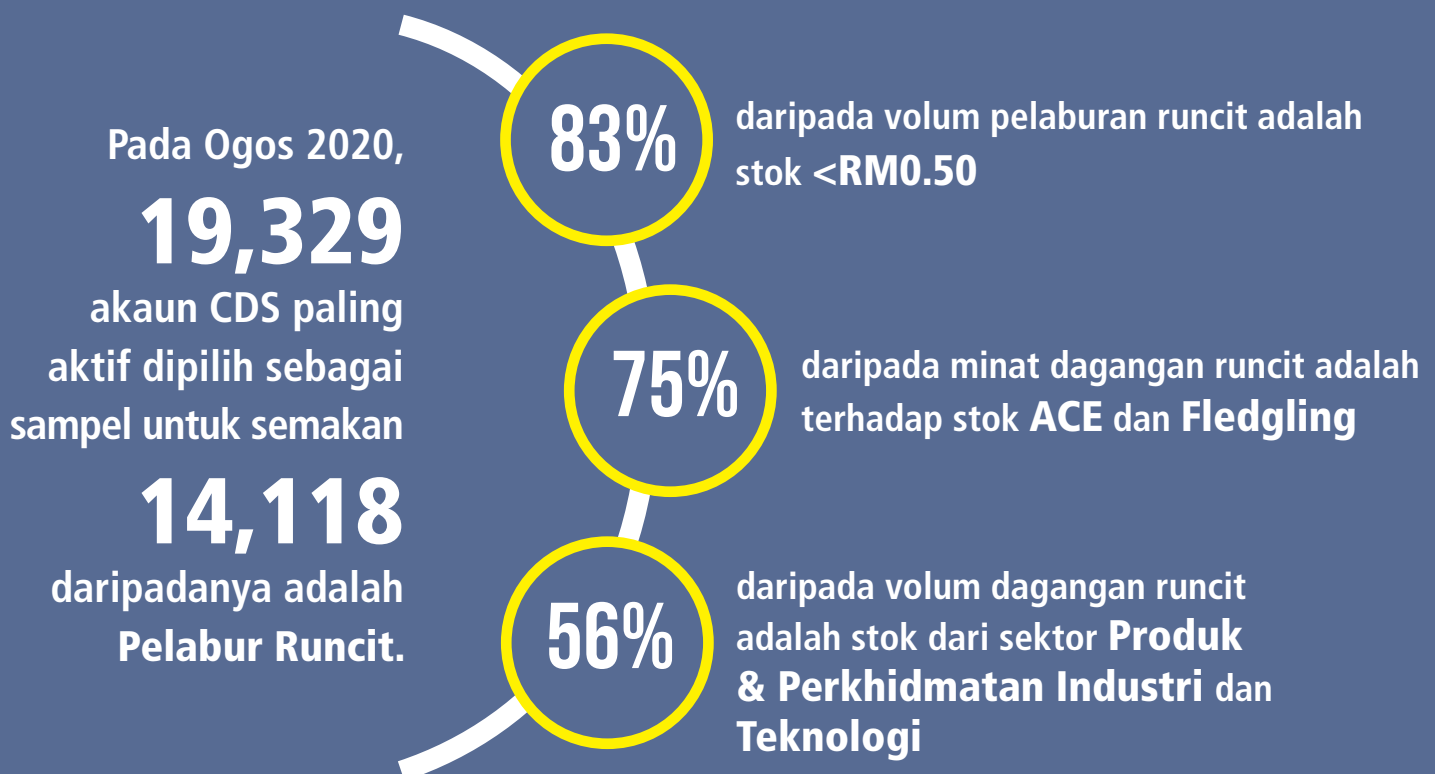 Pada Ogos 2020,
19,329
akaun CDS paling
aktif dipilih sebagai
sampel untuk semakan
14,118
daripadanya adalah
Pelabur Runcit.
83%
daripada volum pelaburan runcit adalah
stok <RM0.50
75%
daripada minat dagangan runcit adalah
terhadap stok ACE dan Fledgling
56%
daripada volum dagangan runcit
adalah stok dari sektor Produk
& Perkhidmatan Industri dan
Teknologi